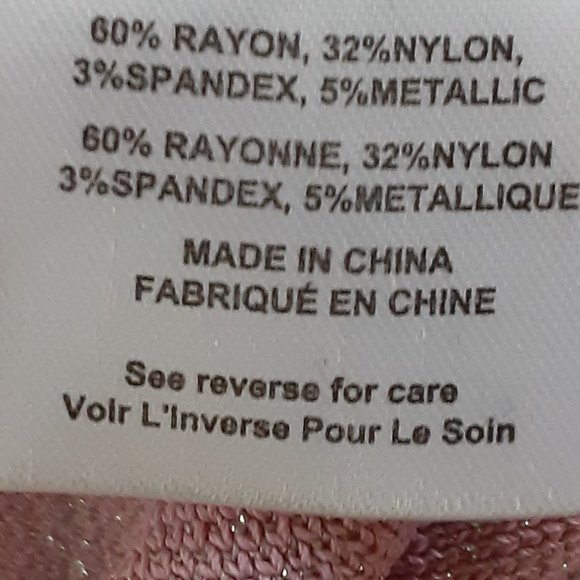 60% RAYON, 32%NYLON,
3%SPANDEX, 5%METALLIC
60% RAYONNE, 32%NYLON
3%SPANDEX, 5%METALLIQUE
MADE IN CHINA
FABRIQUÉ EN CHINE
See reverse for care
Voir L'Inverse Pour Le Soin